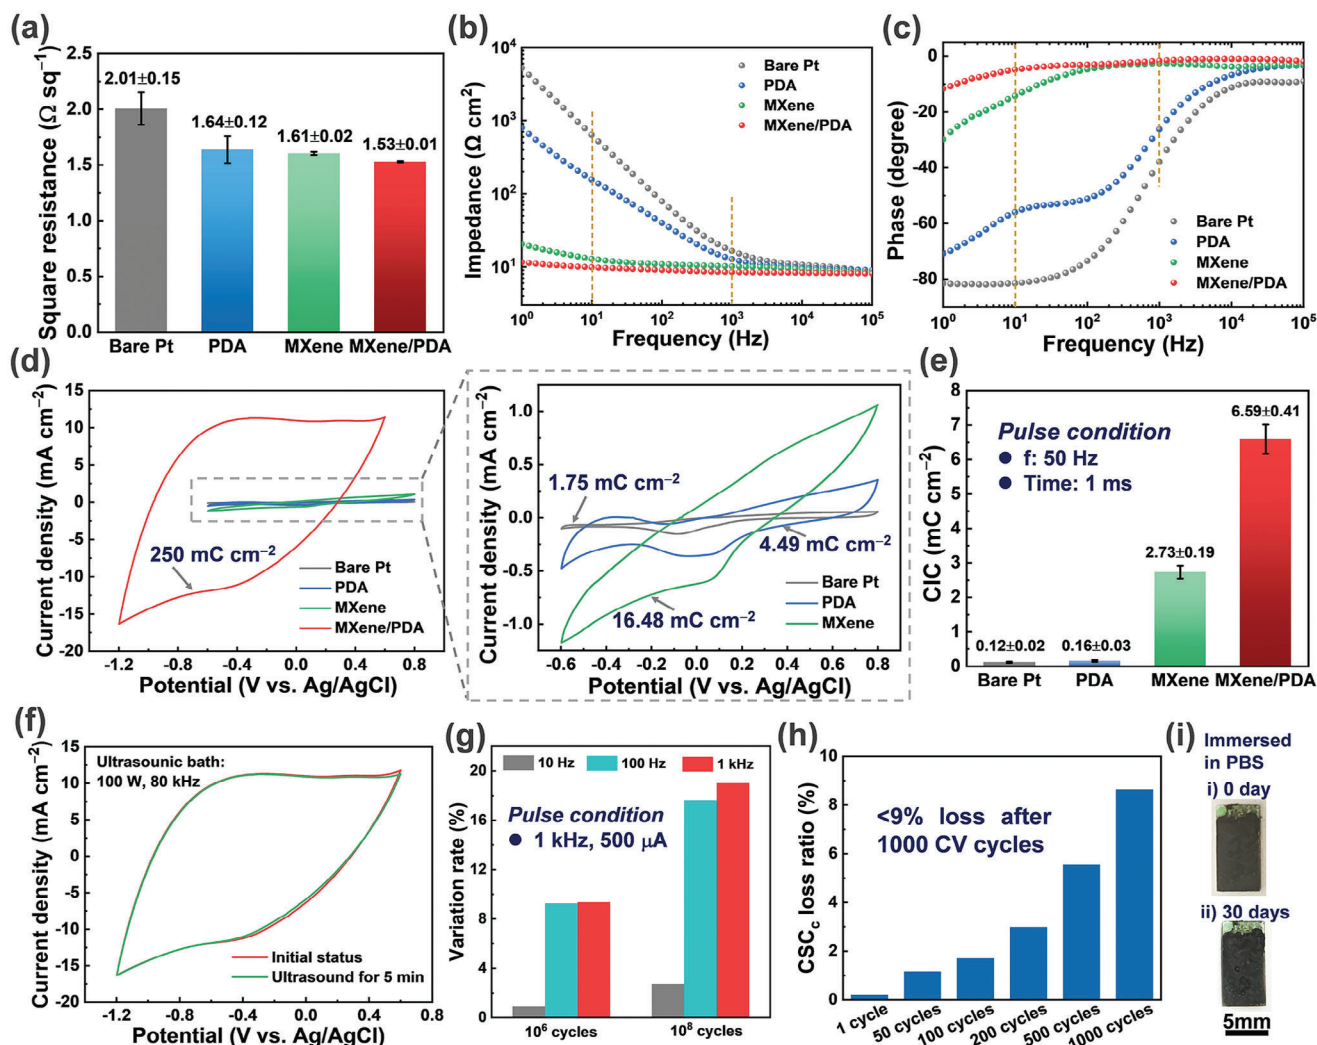 (a)
Square resistance (Ω sq⁻¹)
2.5
2.0
1.5
1.0
0.5
0.0
2.01±0.15
1.64±0.12
1.61±0.02
1.53±0.01
Bare Pt PDA MXene MXene/PDA
(b)
Impedance (Ω cm²)
10⁴
10³
10²
10¹
Bare Pt
PDA
MXene
MXene/PDA
10⁰ 10¹ 10² 10³ 10⁴ 10⁵
Frequency (Hz)
(c)
Phase (degree)
0
-20
-40
-60
-80
Bare Pt
PDA
MXene
MXene/PDA
10⁰ 10¹ 10² 10³ 10⁴ 10⁵
Frequency (Hz)
(d)
Current density (mA cm⁻²)
15
10
5
0
-5
-10
-15
-20
250 mC cm⁻²
Bare Pt
PDA
MXene
MXene/PDA
-1.2 -0.6 0.0 0.8
Potential (V vs. Ag/AgCl)
Current density (mA cm⁻²)
1.0
0.5
0.0
-0.5
-1.0
1.75 mC cm⁻²
4.49 mC cm⁻²
16.48 mC cm⁻²
Bare Pt
PDA
MXene
-0.6 -0.4 -0.2 0.0 0.2 0.4 0.6 0.8
Potential (V vs. Ag/AgCl)
(e)
CIC (mC cm⁻²)
8
7
6
5
4
3
2
1
0
Pulse condition
f: 50 Hz
Time: 1 ms
0.12±0.02
0.16±0.03
2.73±0.19
6.59±0.41
Bare Pt PDA MXene MXene/PDA
(f)
Current density (mA cm⁻²)
15
10
5
0
-5
-10
-15
-20
Ultrasounic bath:
100 W, 80 kHz
Initial status
Ultrasound for 5 min
-1.2 -0.8 -0.4 0.0 0.4 0.8
Potential (V vs. Ag/AgCl)
(g)
Variation rate (%)
20
16
12
8
4
0
10 Hz 100 Hz 1 kHz
Pulse condition
1 kHz, 500 μA
10⁶ cycles 10⁸ cycles
(h)
CSC꜀ loss ratio (%)
10
8
6
4
2
0
<9% loss after
1000 CV cycles
1 cycle
50 cycles
100 cycles
200 cycles
500 cycles
1000 cycles
(i)
Immersed
in PBS
i) 0 day
ii) 30 days
5mm